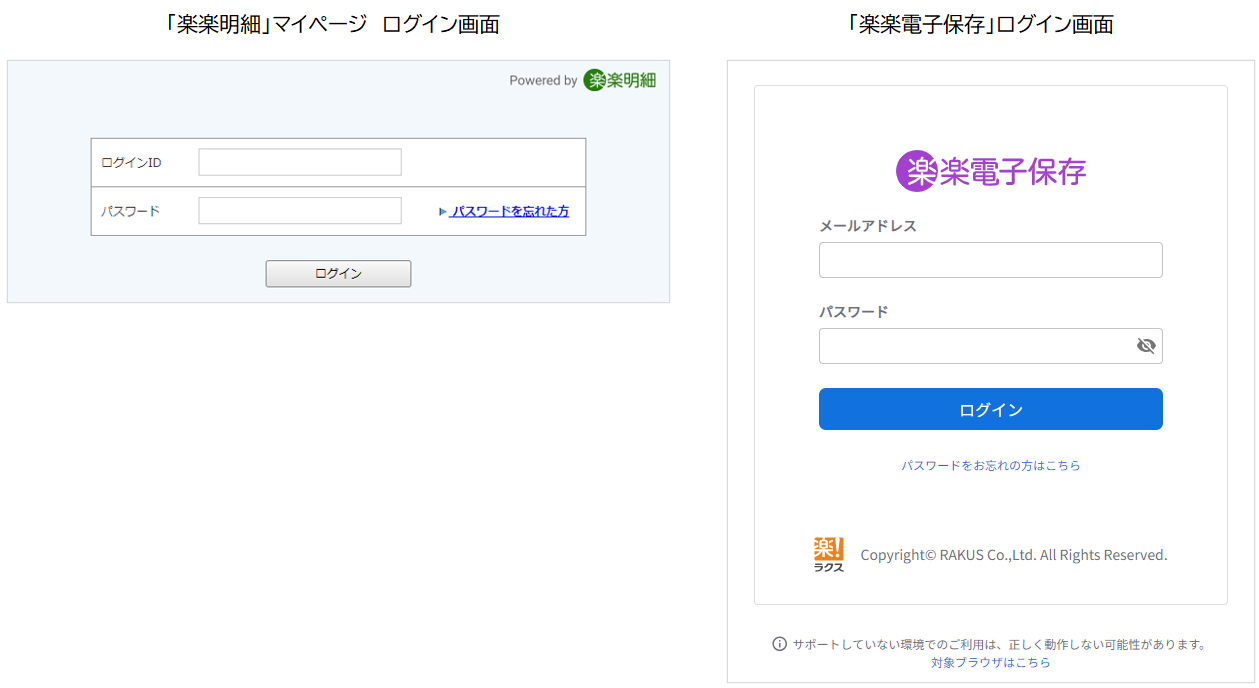 「楽楽明細」マイページ　ログイン画面
Powered by 楽楽明細
ログインID
パスワード
パスワードを忘れた方
ログイン
「楽楽電子保存」ログイン画面
楽楽電子保存
メールアドレス
パスワード
ログイン
パスワードをお忘れの方はこちら
楽!
ラクス
Copyright© RAKUS Co.,Ltd. All Rights Reserved.
サポートしていない環境でのご利用は、正しく動作しない可能性があります。
対象ブラウザはこちら